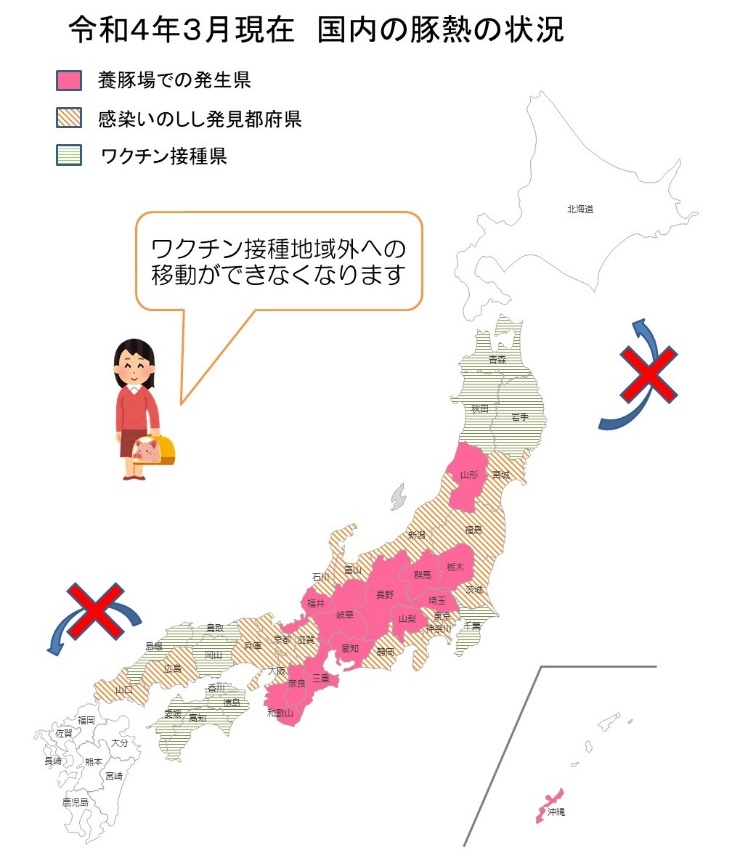 令和4年3月現在　国内の豚熱の状況
養豚場での発生県
感染いのしし発見都府県
ワクチン接種県
北海道
ワクチン接種地域外への
移動ができなくなります
青森
秋田
岩手
山形
宮城
新潟
福島
石川
富山
群馬
栃木
福井
長野
埼玉
茨城
岐阜
山梨
東京
千葉
神奈川
鳥取
島根
兵庫
京都
滋賀
愛知
静岡
岡山
広島
大阪
奈良
三重
山口
香川
徳島
愛媛
高知
和歌山
福岡
佐賀
大分
長崎
熊本
宮崎
鹿児島
沖縄